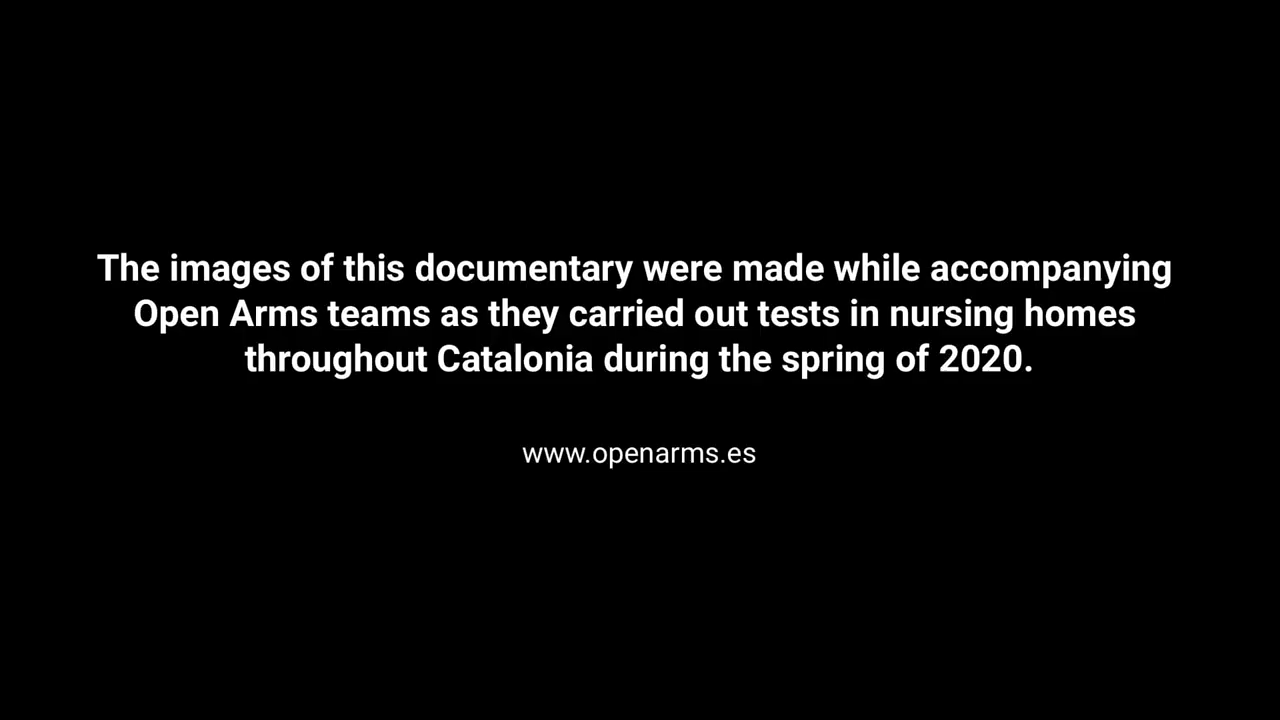 The images of this documentary were made while accompanying
Open Arms teams as they carried out tests in nursing homes
throughout Catalonia during the spring of 2020.
www.openarms.es